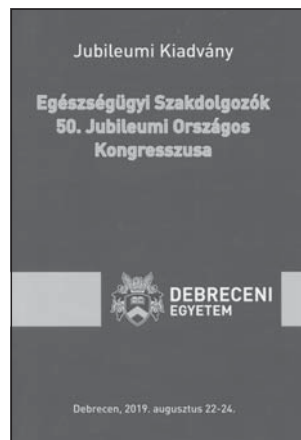 Jubileumi Kiadvány
Egészségügyi Szakdolgozók
50. Jubileumi Országos
Kongresszusa
DEBRECENI
EGYETEM
Debrecen, 2019. augusztus 22-24.